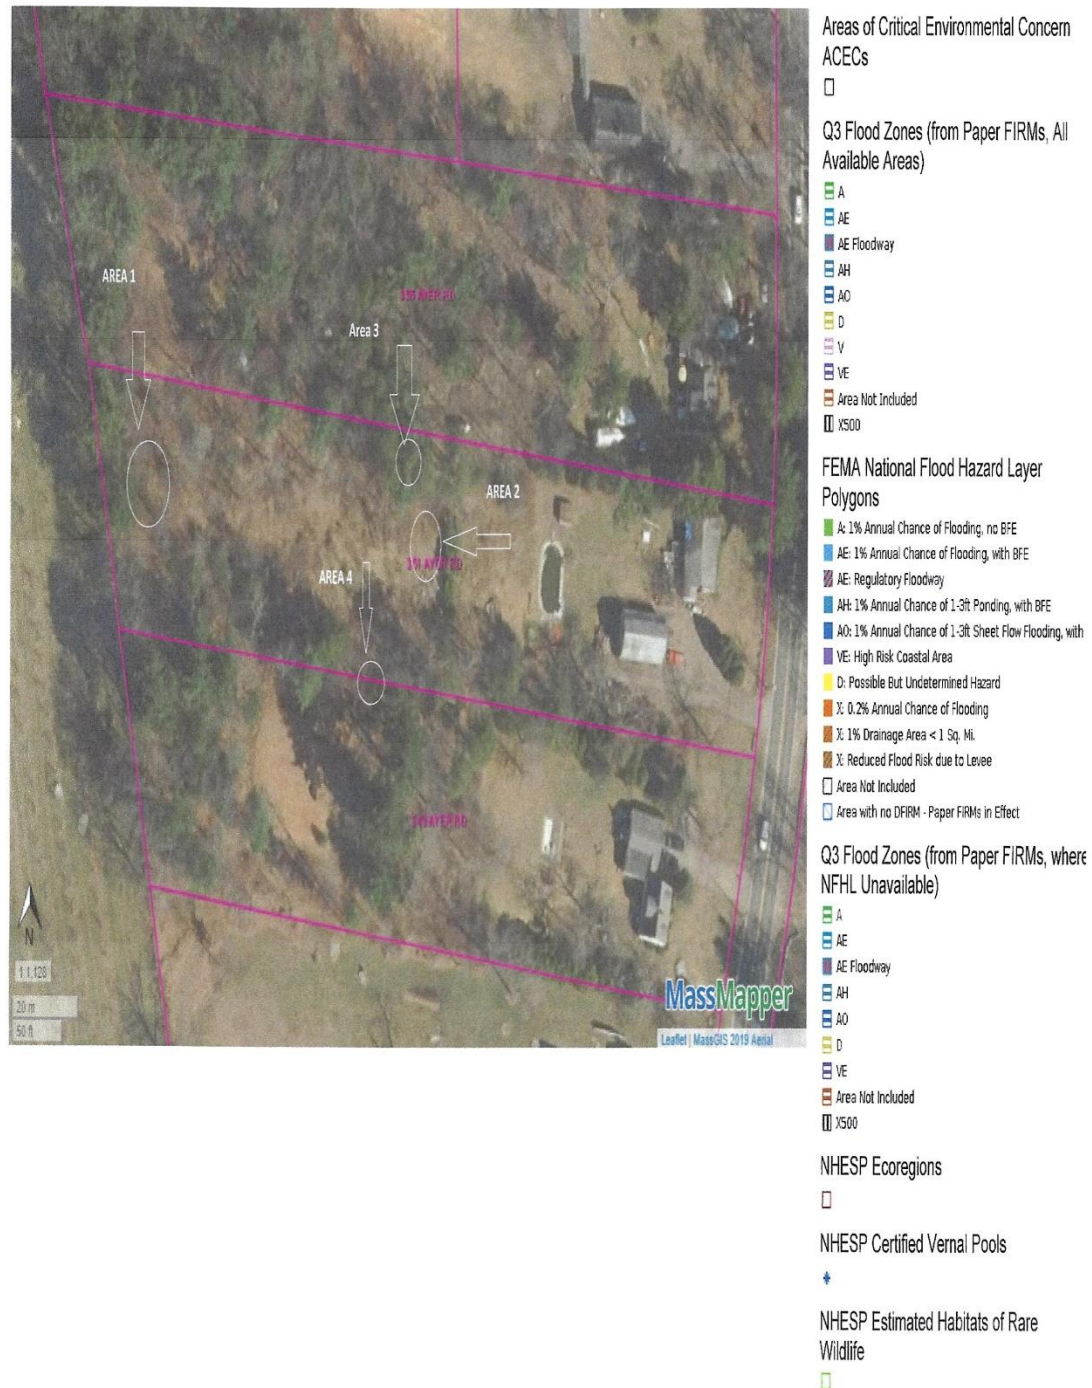 AREA 1
Area 3
AREA 2
AREA 4
N
20 m
50 ft
MassMapper
Leaflet | MassGIS 2019 Aerial
Areas of Critical Environmental Concern
ACECs
Q3 Flood Zones (from Paper FIRMs, All
Available Areas)
A
AE
AE Floodway
AH
AO
D
V
VE
Area Not Included
X500
FEMA National Flood Hazard Layer
Polygons
A: 1% Annual Chance of Flooding, no BFE
AE: 1% Annual Chance of Flooding, with BFE
AE: Regulatory Floodway
AH: 1% Annual Chance of 1-3ft Ponding, with BFE
AO: 1% Annual Chance of 1-3ft Sheet Flow Flooding, with
VE: High Risk Coastal Area
D: Possible But Undetermined Hazard
X: 0.2% Annual Chance of Flooding
X: 1% Drainage Area < 1 Sq. Mi.
X: Reduced Flood Risk due to Levee
Area Not Included
Area with no DFIRM - Paper FIRMs in Effect
Q3 Flood Zones (from Paper FIRMs, where
NFHL Unavailable)
A
AE
AE Floodway
AH
AO
D
VE
Area Not Included
X500
NHESP Ecoregions
NHESP Certified Vernal Pools
NHESP Estimated Habitats of Rare
Wildlife